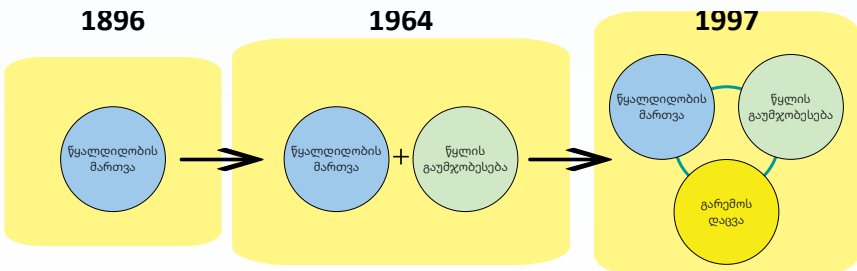 1896
წყალდიდობის
მართვა
1964
წყალდიდობის
მართვა
+
წყლის
გაუმჯობესება
1997
წყალდიდობის
მართვა
წყლის
გაუმჯობესება
გარემოს
დაცვა